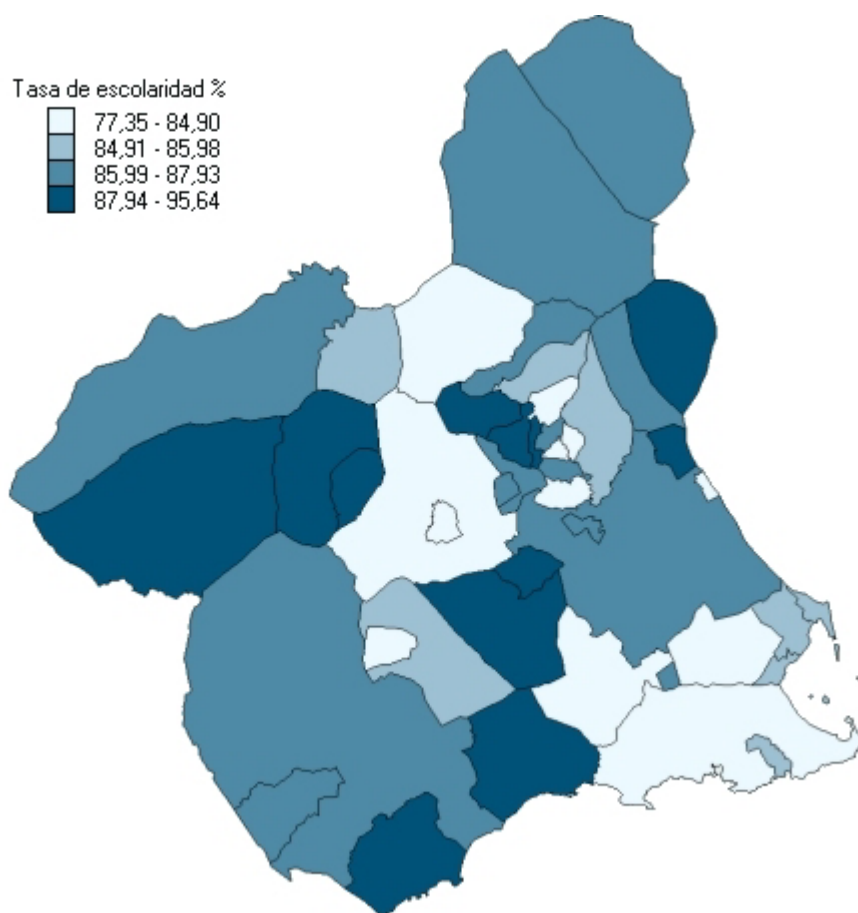 Tasa de escolaridad %
77,35 - 84,90
84,91 - 85,98
85,99 - 87,93
87,94 - 95,64